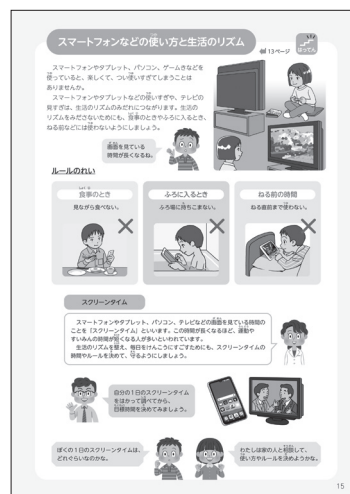 スマートフォンなどの使い方と生活のリズム
13ページ
はってん
スマートフォンやタブレット、パソコン、ゲームきなどを
使っていると、楽しくて、つい使いすぎてしまうことは
ありませんか。
スマートフォンやタブレットなどの使いすぎや、テレビの
見すぎは、生活のリズムのみだれにつながります。生活の
リズムをみださないためにも、食事のときやふろに入るとき、
ねる前などには使わないようにしましょう。
画面を見ている
時間が長くなるね。
ルールのれい
食事のとき
見ながら食べない。
ふろに入るとき
ふろ場に持ちこまない。
ねる前の時間
ねる直前まで使わない。
スクリーンタイム
スマートフォンやタブレット、パソコン、テレビなどの画面を見ている時間の
ことを「スクリーンタイム」といいます。この時間が長くなるほど、運動や
すいみんの時間が短くなる人が多いといわれています。
生活のリズムを整え、毎日をけんこうにすごすためにも、スクリーンタイムの
時間やルールを決めて、守るようにしましょう。
自分の1日のスクリーンタイム
をはかって調べてから、
目標時間を決めてみましょう。
ぼくの1日のスクリーンタイムは、
どれぐらいなのかな。
わたしは家の人と相談して、
使い方やルールを決めようかな。
15